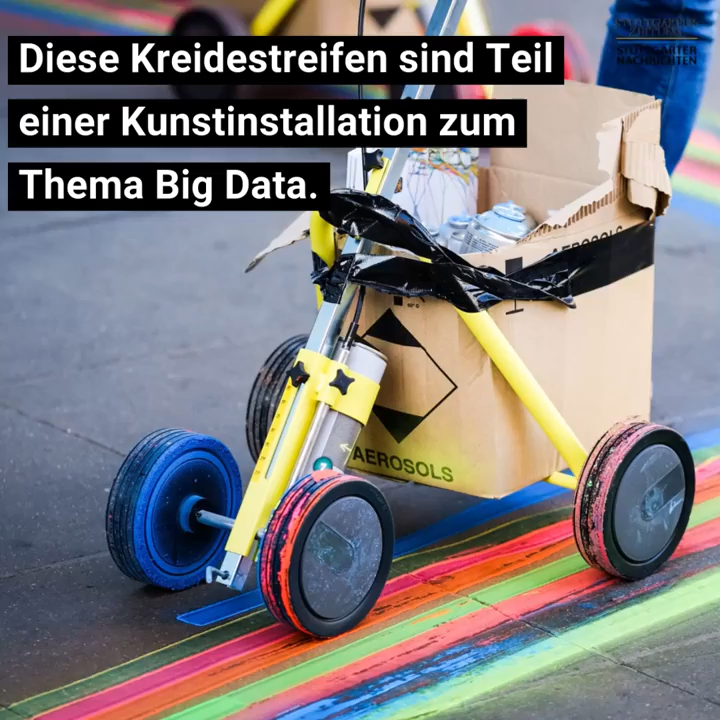 Diese Kreidestreifen sind Teil
einer Kunstinstallation zum
Thema Big Data.
STUTTGARTER
NACHRICHTEN
AEROSOLS
AEROSOLS